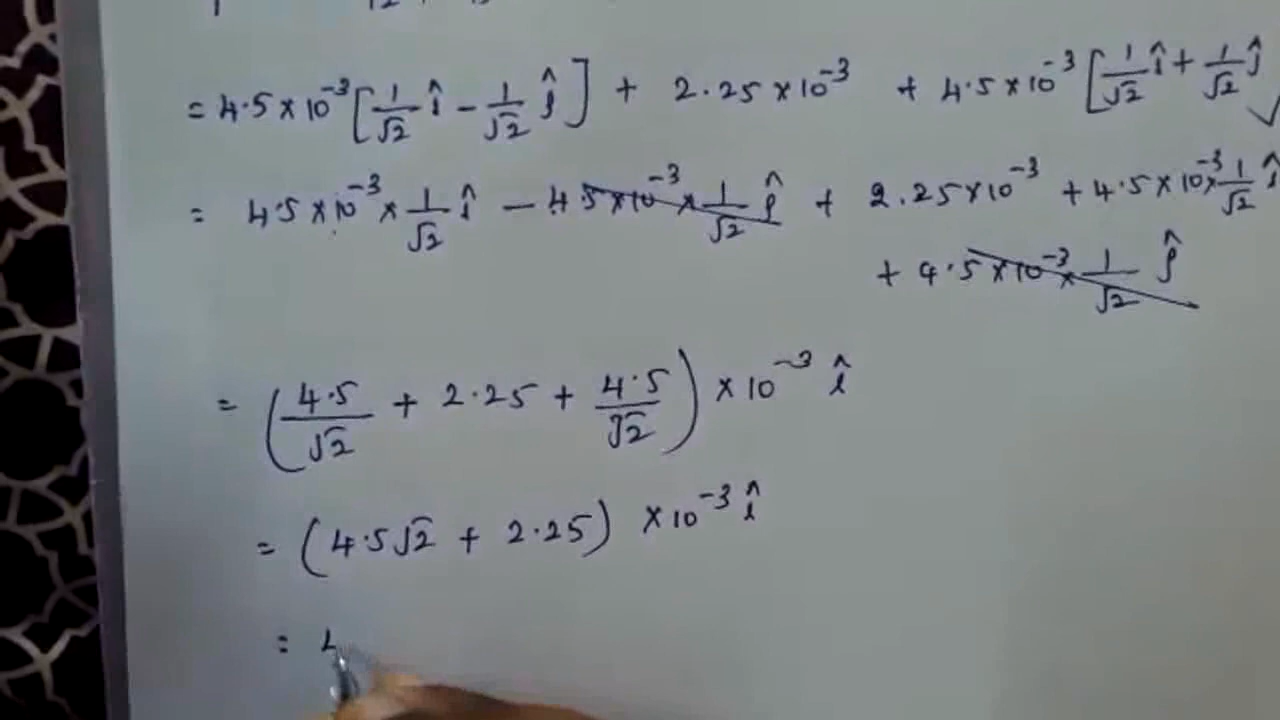 = 4.5 × 10⁻³ [1/√2 î − 1/√2 ĵ] + 2.25 × 10⁻³ + 4.5 × 10⁻³ [1/√2 î + 1/√2 ĵ
= 4.5 × 10⁻³ × 1/√2 î − 4.5 × 10⁻³ × 1/√2 ĵ + 2.25 × 10⁻³ + 4.5 × 10⁻³ × 1/√2 î
+ 4.5 × 10⁻³ × 1/√2 ĵ
= (4.5/√2 + 2.25 + 4.5/√2) × 10⁻³ î
= (4.5√2 + 2.25) × 10⁻³ î
= 4